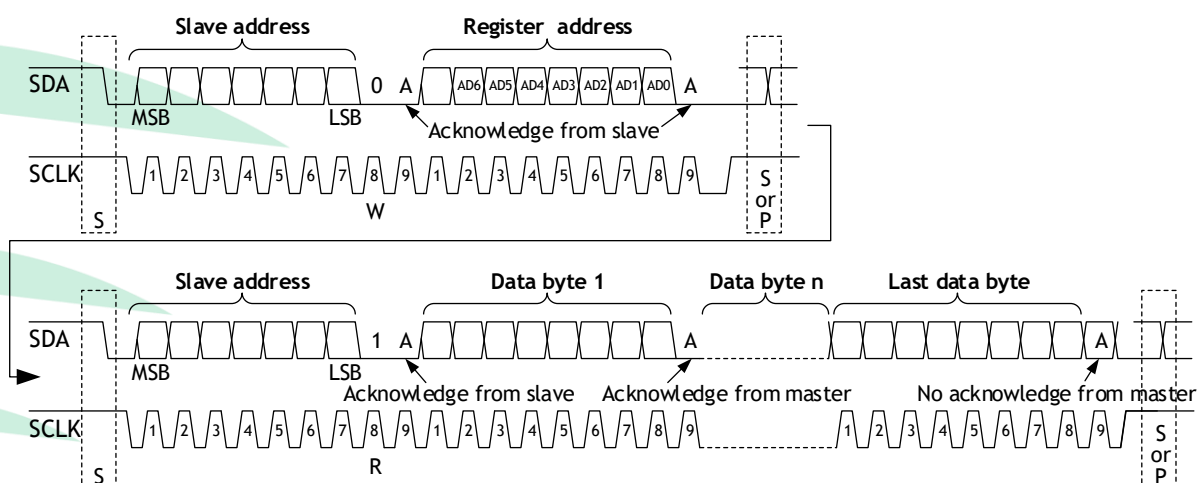 Slave address Register address
SDA 0 A AD6 AD5 AD4 AD3 AD2 AD1 AD0 A
MSB LSB Acknowledge from slave
SCLK 1 2 3 4 5 6 7 8 9 1 2 3 4 5 6 7 8 9
S W S
or
P
Slave address Data byte 1 Data byte n Last data byte
SDA 1 A A A
MSB LSB
Acknowledge from slave Acknowledge from master No acknowledge from master
SCLK 1 2 3 4 5 6 7 8 9 1 2 3 4 5 6 7 8 9 1 2 3 4 5 6 7 8 9
S R S
or
P